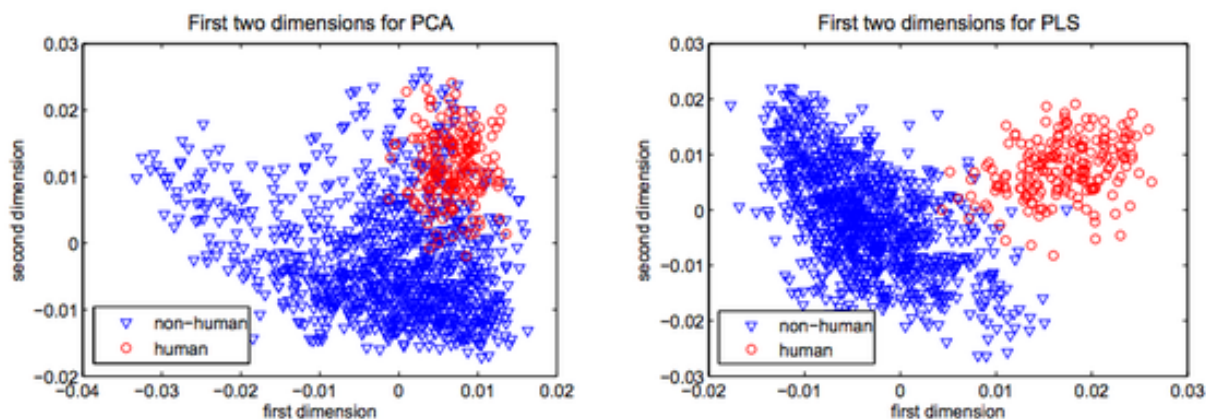 First two dimensions for PCA
0.03
0.02
0.01
0
−0.01
−0.02
−0.04
−0.03
−0.02
−0.01
0
0.01
0.02
second dimension
first dimension
non−human
human
First two dimensions for PLS
0.03
0.02
0.01
0
−0.01
−0.02
−0.03
−0.02
−0.01
0
0.01
0.02
0.03
second dimension
first dimension
non−human
human